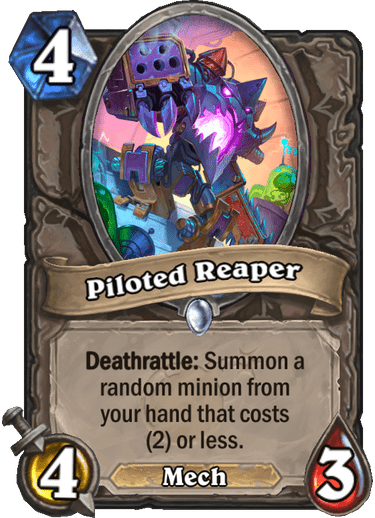 4
Piloted Reaper
Deathrattle: Summon a
random minion from
your hand that costs
(2) or less.
4
Mech
3